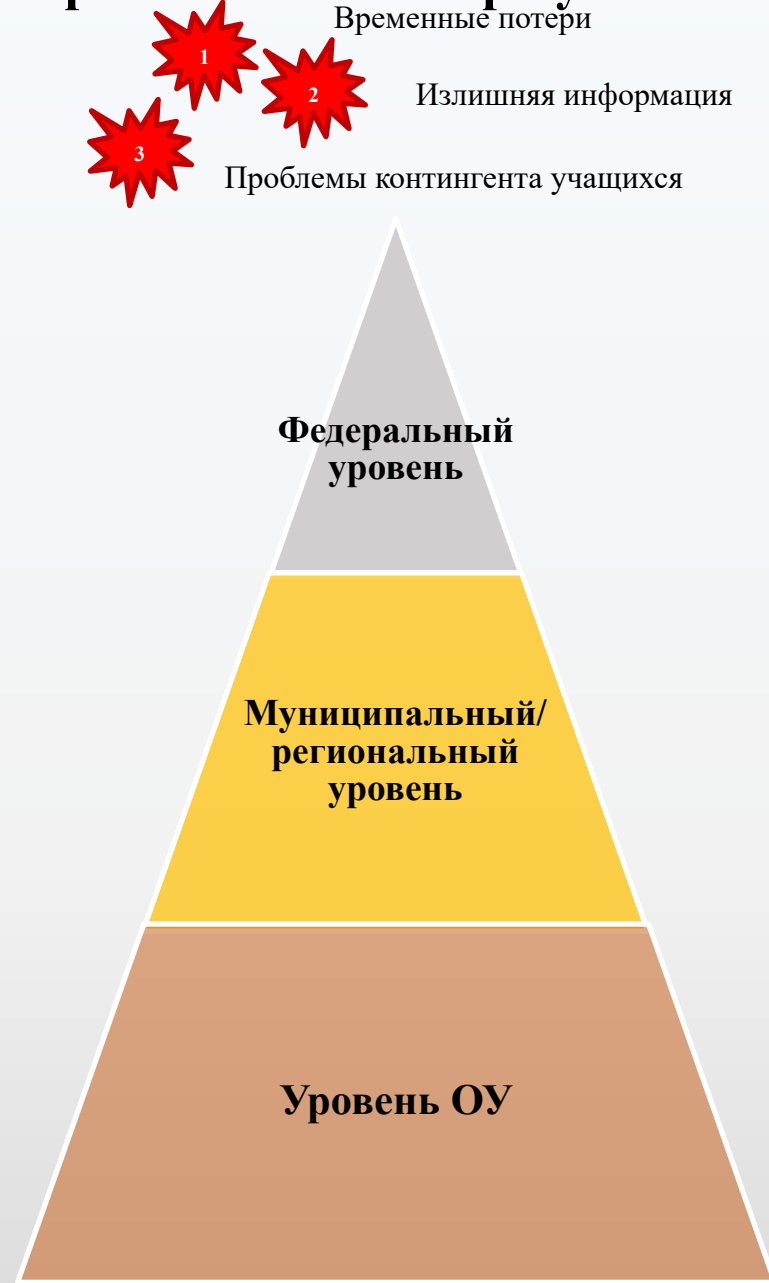 Временные потери
1
2
Излишняя информация
3
Проблемы контингента учащихся
Федеральный
уровень
Муниципальный/
региональный
уровень
Уровень ОУ